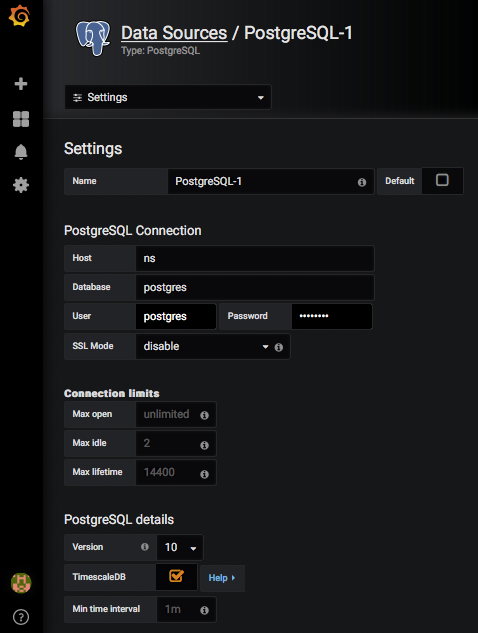 Data Sources / PostgreSQL-1
Type: PostgreSQL
Settings
Settings
Name PostgreSQL-1 Default
PostgreSQL Connection
Host ns
Database postgres
User postgres Password ••••••••
SSL Mode disable
Connection limits
Max open unlimited
Max idle 2
Max lifetime 14400
PostgreSQL details
Version 10
TimescaleDB Help
Min time interval 1m